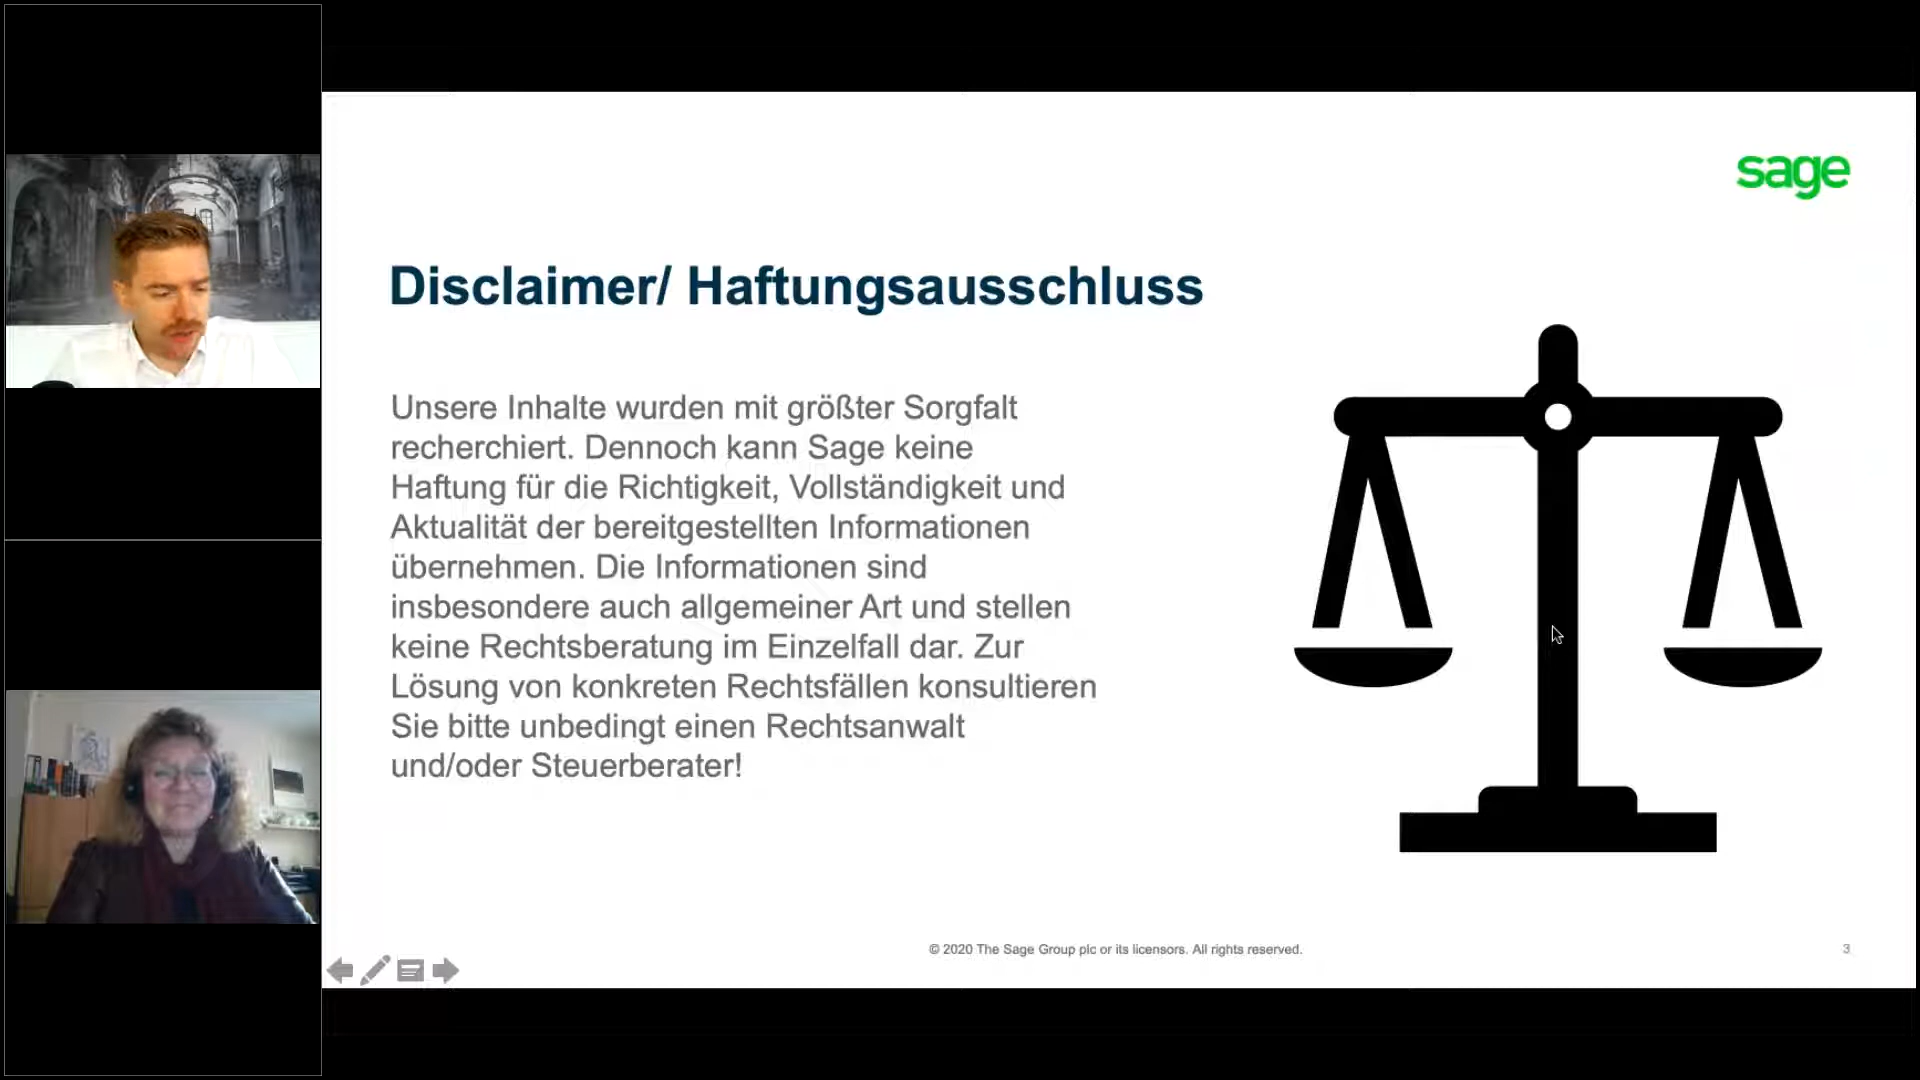 sage
Disclaimer/ Haftungsausschluss
Unsere Inhalte wurden mit größter Sorgfalt
recherchiert. Dennoch kann Sage keine
Haftung für die Richtigkeit, Vollständigkeit und
Aktualität der bereitgestellten Informationen
übernehmen. Die Informationen sind
insbesondere auch allgemeiner Art und stellen
keine Rechtsberatung im Einzelfall dar. Zur
Lösung von konkreten Rechtsfällen konsultieren
Sie bitte unbedingt einen Rechtsanwalt
und/oder Steuerberater!
© 2020 The Sage Group plc or its licensors. All rights reserved.
3